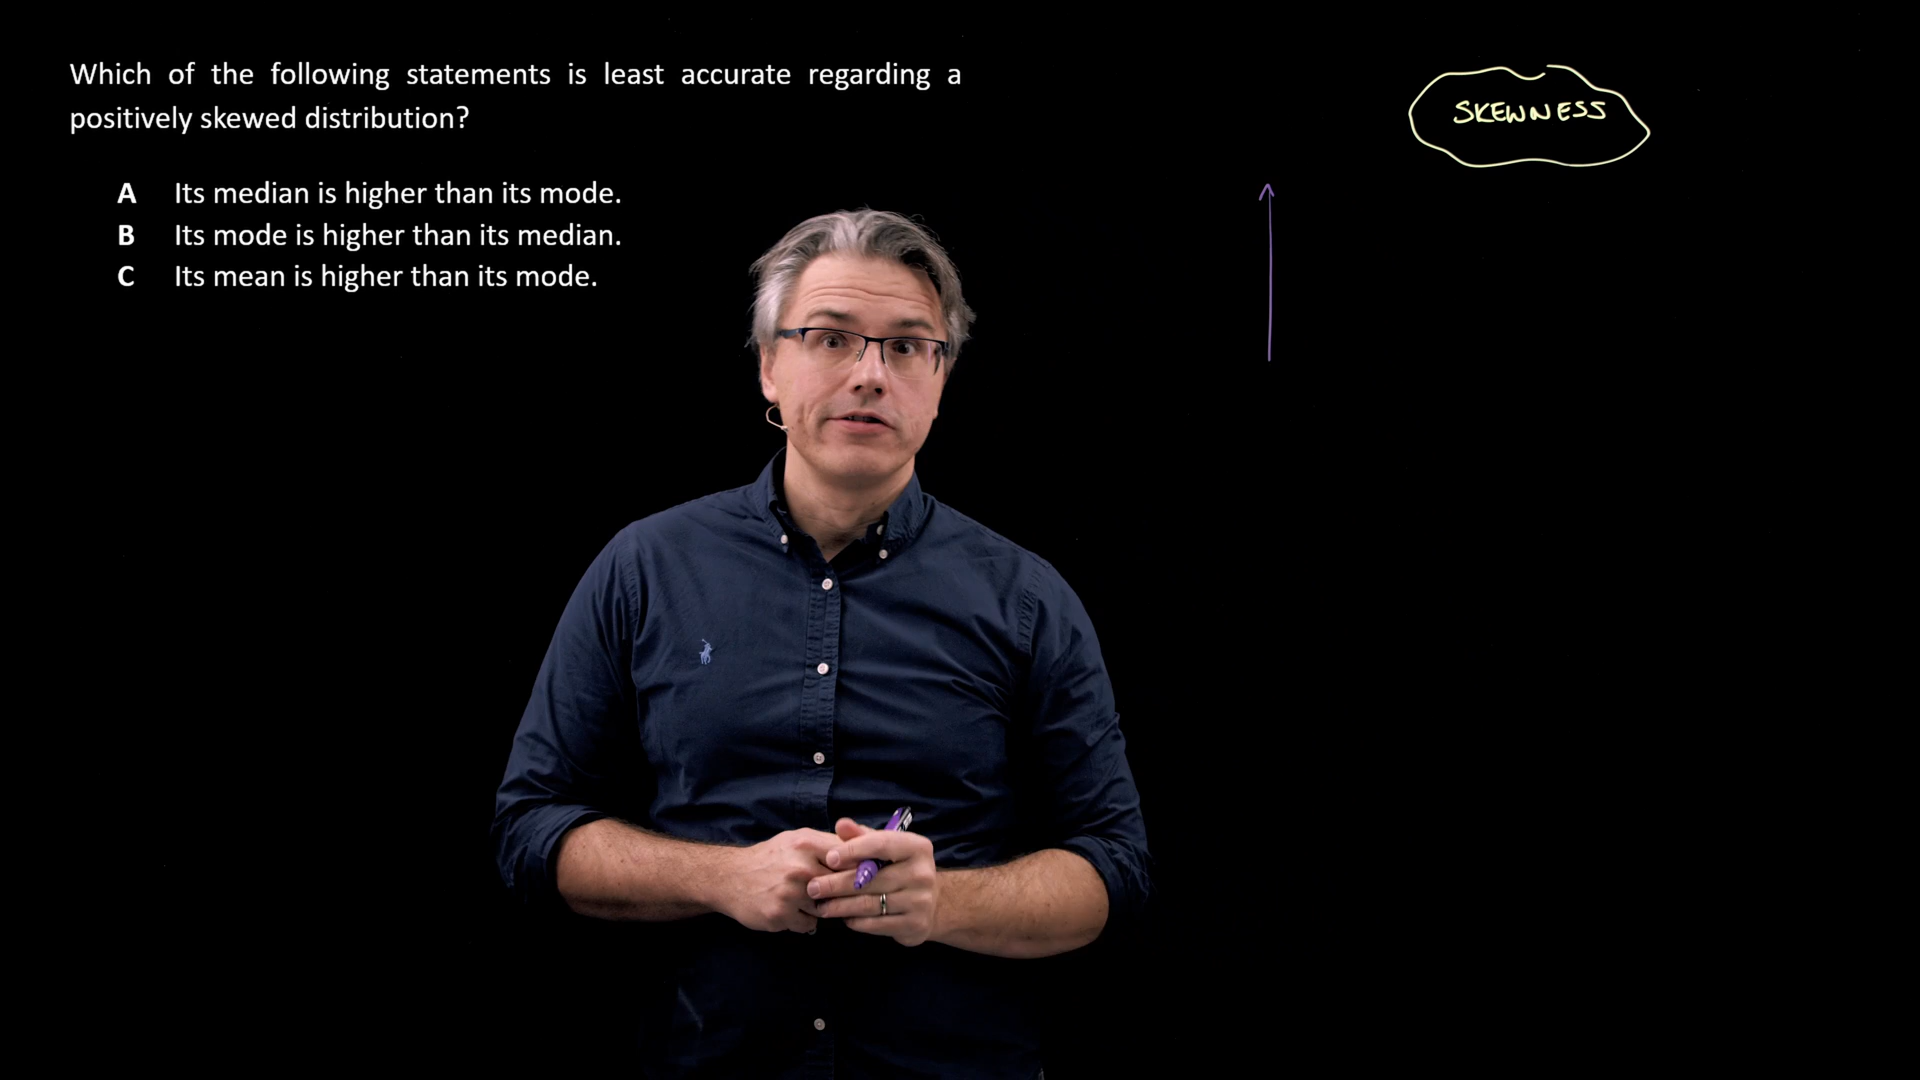 Which of the following statements is least accurate regarding a
positively skewed distribution?
A Its median is higher than its mode.
B Its mode is higher than its median.
C Its mean is higher than its mode.
SKEWNESS